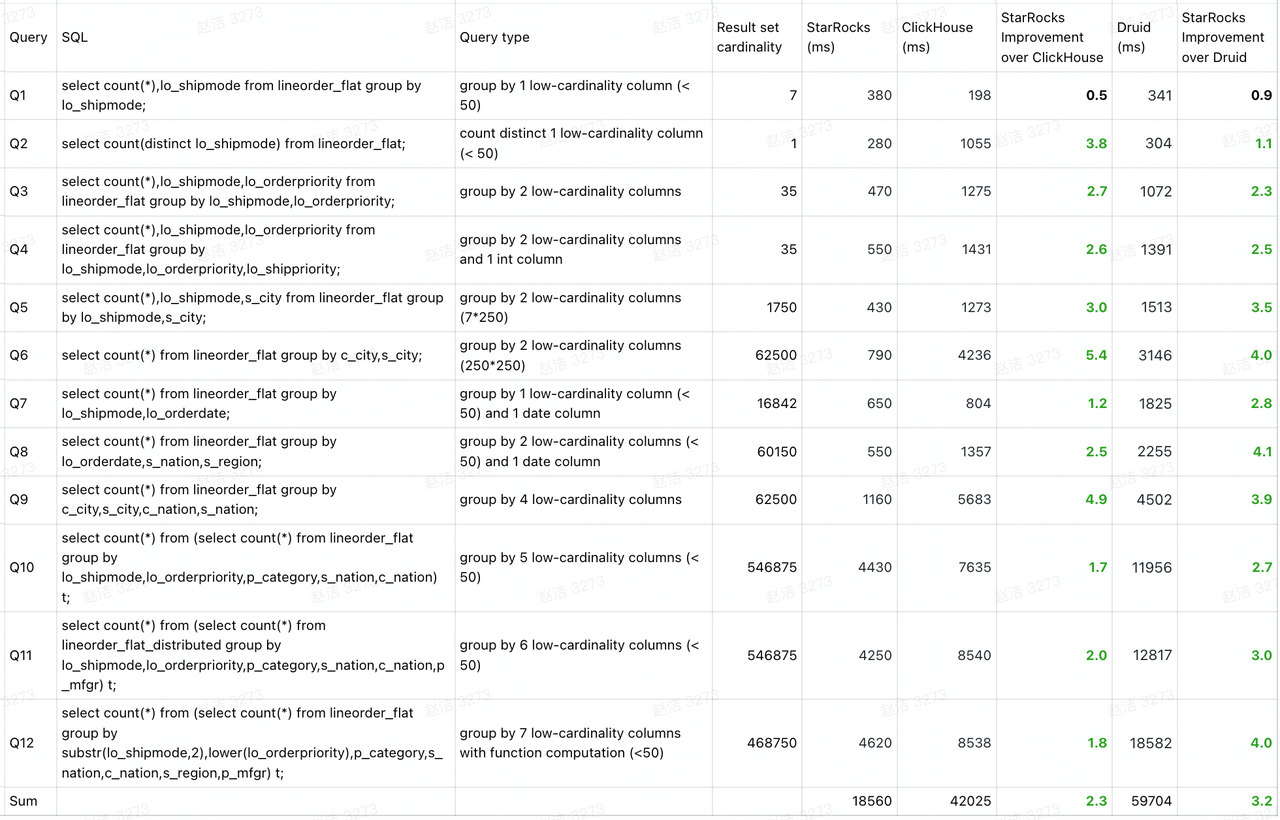 Query
SQL
Query type
Result set
cardinality
StarRocks
(ms)
ClickHouse
(ms)
StarRocks
Improvement
over ClickHouse
Druid
(ms)
StarRocks
Improvement
over Druid
Q1
select count(*),lo_shipmode from lineorder_flat group by
lo_shipmode;
group by 1 low-cardinality column (<
50)
7
380
198
0.5
341
0.9
Q2
select count(distinct lo_shipmode) from lineorder_flat;
count distinct 1 low-cardinality column
(< 50)
1
280
1055
3.8
304
1.1
Q3
select count(*),lo_shipmode,lo_orderpriority from
lineorder_flat group by lo_shipmode,lo_orderpriority;
group by 2 low-cardinality columns
35
470
1275
2.7
1072
2.3
Q4
select count(*),lo_shipmode,lo_orderpriority from
lineorder_flat group by
lo_shipmode,lo_orderpriority,lo_shippriority;
group by 2 low-cardinality columns
and 1 int column
35
550
1431
2.6
1391
2.5
Q5
select count(*),lo_shipmode,s_city from lineorder_flat group
by lo_shipmode,s_city;
group by 2 low-cardinality columns
(7*250)
1750
430
1273
3.0
1513
3.5
Q6
select count(*) from lineorder_flat group by c_city,s_city;
group by 2 low-cardinality columns
(250*250)
62500
790
4236
5.4
3146
4.0
Q7
select count(*) from lineorder_flat group by
lo_shipmode,lo_orderdate;
group by 1 low-cardinality column (<
50) and 1 date column
16842
650
804
1.2
1825
2.8
Q8
select count(*) from lineorder_flat group by
lo_orderdate,s_nation,s_region;
group by 2 low-cardinality columns (<
50) and 1 date column
60150
550
1357
2.5
2255
4.1
Q9
select count(*) from lineorder_flat group by
c_city,s_city,c_nation,s_nation;
group by 4 low-cardinality columns
62500
1160
5683
4.9
4502
3.9
Q10
select count(*) from (select count(*) from lineorder_flat
group by
lo_shipmode,lo_orderpriority,p_category,s_nation,c_nation)
t;
group by 5 low-cardinality columns (<
50)
546875
4430
7635
1.7
11956
2.7
Q11
select count(*) from (select count(*) from
lineorder_flat_distributed group by
lo_shipmode,lo_orderpriority,p_category,s_nation,c_nation,p
_mfgr) t;
group by 6 low-cardinality columns (<
50)
546875
4250
8540
2.0
12817
3.0
Q12
select count(*) from (select count(*) from lineorder_flat
group by
substr(lo_shipmode,2),lower(lo_orderpriority),p_category,s_
nation,c_nation,s_region,p_mfgr) t;
group by 7 low-cardinality columns
with function computation (<50)
468750
4620
8538
1.8
18582
4.0
Sum
18560
42025
2.3
59704
3.2
赵洁 3273